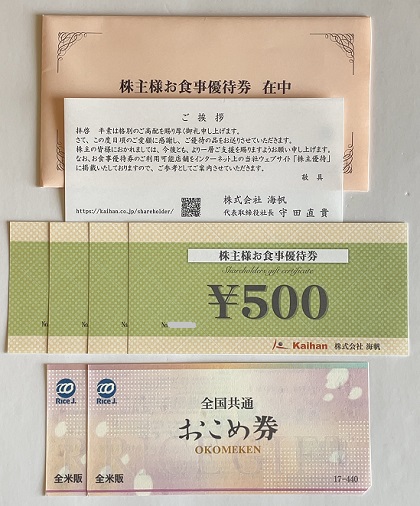 株主様お食事優待券 在中
ご 挨 拶
拝啓 平素は格別のご高配を賜り厚く御礼申し上げます。
さて、この度日頃のご愛顧に感謝し、ご優待の品をお送りさせていただきます。
株主の皆様におかれましては、今後とも、より一層ご支援を賜りますようお願い申し上げます。
なお、お食事優待券のご利用可能店舗をインターネット上の当社ウェブサイト「株主優待」
に掲載いたしておりますので、ご参考としてご案内させていただきます。
敬 具
https://kaihan.co.jp/shareholder/
株式会社 海帆
代表取締役社長 守田直貴
株主様お食事優待券
Shareholders gift certificate
¥500
No
No
No
No.
Kaihan 株式会社 海帆
Rice J.
Rice J.
全国共通
おこめ券
OKOMEKEN
全米販
全米販
17-440